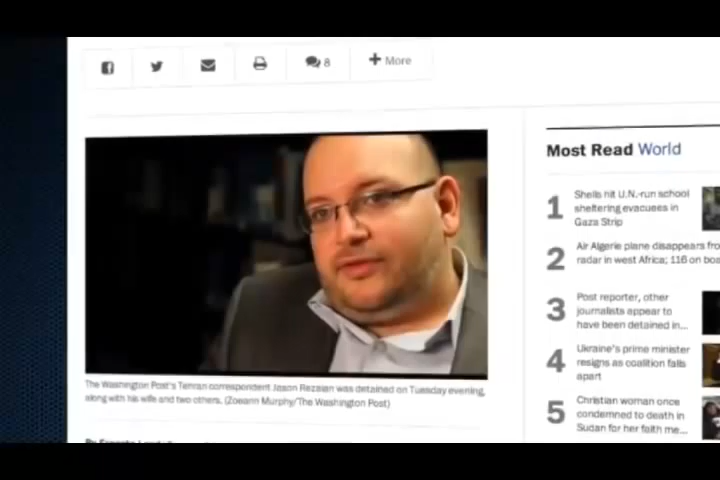 8
More
Most Read World
1
Shells hit U.N.-run school
sheltering evacuees in
Gaza Strip
2
Air Algerie plane disappears from
radar in west Africa; 116 on boa
3
Post reporter, other
journalists appear to
have been detained in...
4
Ukraine's prime minister
resigns as coalition falls
apart
5
Christian woman once
condemned to death in
Sudan for her faith me...
The Washington Post's Tehran correspondent Jason Rezaian was detained on Tuesday evening,
along with his wife and two others. (Zoeann Murphy/The Washington Post)
By